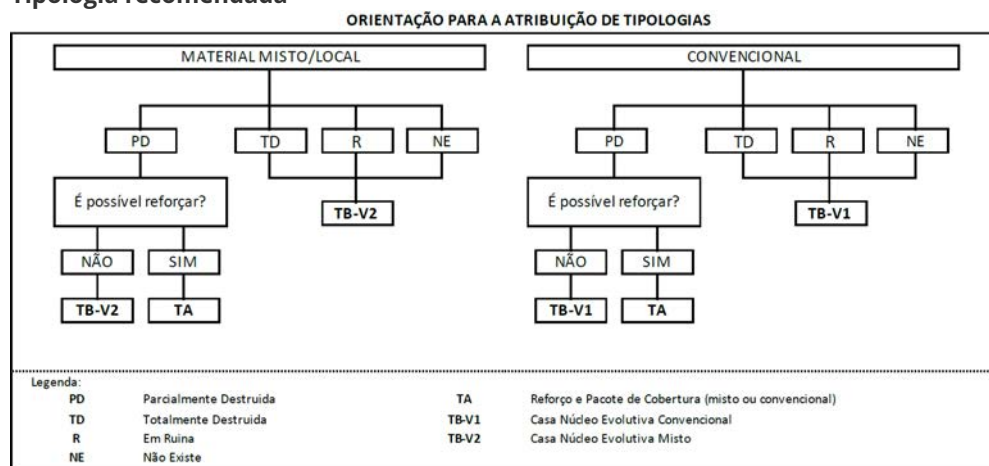 Tipologia recomendada
ORIENTAÇÃO PARA A ATRIBUIÇÃO DE TIPOLOGIAS
MATERIAL MISTO/LOCAL
PD
TD
R
NE
É possível reforçar?
TB-V2
NÃO
SIM
TB-V2
TA
CONVENCIONAL
PD
TD
R
NE
É possível reforçar?
TB-V1
NÃO
SIM
TB-V1
TA
Legenda:
PD Parcialmente Destruida
TD Totalmente Destruida
R Em Ruina
NE Não Existe
TA Reforço e Pacote de Cobertura (misto ou convencional)
TB-V1 Casa Núcleo Evolutiva Convencional
TB-V2 Casa Núcleo Evolutiva Misto